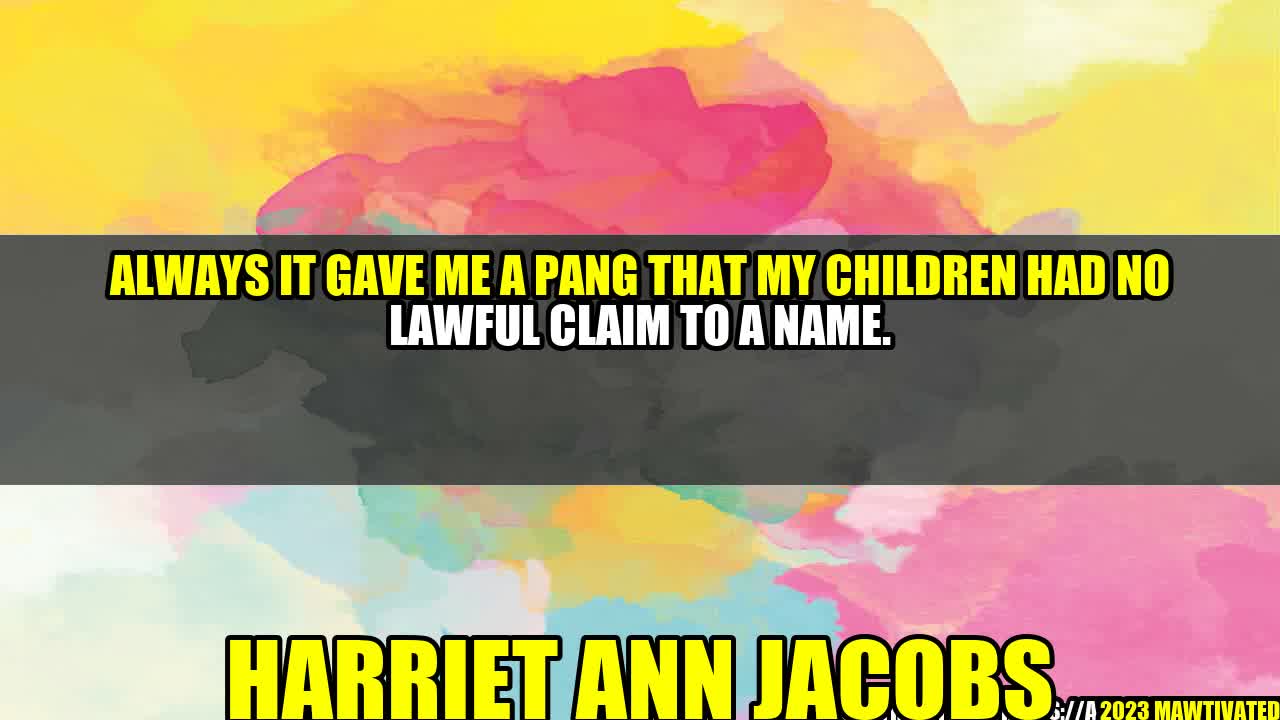 ALWAYS IT GAVE ME A PANG THAT MY CHILDREN HAD NO
LAWFUL CLAIM TO A NAME.
HARRIET ANN JACOBS
2023 MAWTIVATED